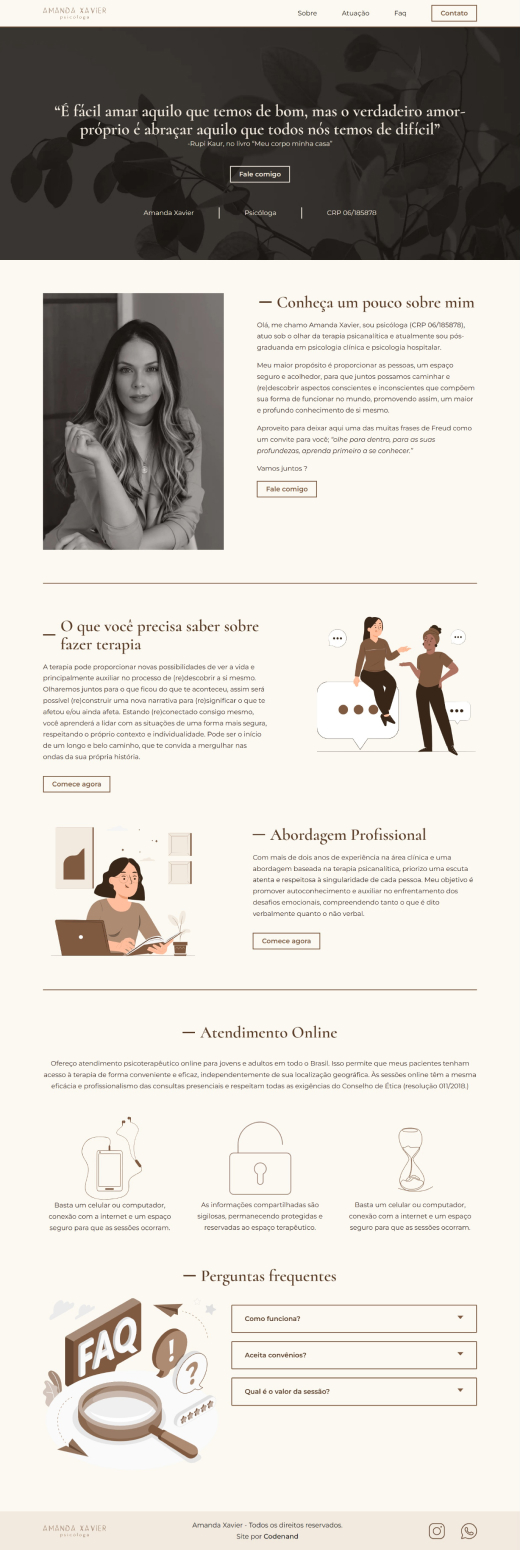 AMANDA XAVIER
psicóloga
Sobre
Atuação
Faq
Contato
“É fácil amar aquilo que temos de bom, mas o verdadeiro amor-
próprio é abraçar aquilo que todos nós temos de difícil”
-Rupi Kaur, no livro “Meu corpo minha casa”
Fale comigo
Amanda Xavier
Psicóloga
CRP 06/185878
Conheça um pouco sobre mim
Olá, me chamo Amanda Xavier, sou psicóloga (CRP 06/185878),
atuo sob o olhar da terapia psicanalítica e atualmente sou pós-
graduanda em psicologia clínica e psicologia hospitalar.
Meu maior propósito é proporcionar as pessoas, um espaço
seguro e acolhedor, para que juntos possamos caminhar e
(re)descobrir aspectos conscientes e inconscientes que compõem
sua forma de funcionar no mundo, promovendo assim, um maior
e profundo conhecimento de si mesmo.
Aproveito para deixar aqui uma das muitas frases de Freud como
um convite para você; “olhe para dentro, para as suas
profundezas, aprenda primeiro a se conhecer.”
Vamos juntos ?
Fale comigo
O que você precisa saber sobre
fazer terapia
A terapia pode proporcionar novas possibilidades de ver a vida e
principalmente auxiliar no processo de (re)descobrir a si mesmo.
Olharemos juntos para o que ficou do que te aconteceu, assim será
possível (re)construir uma nova narrativa para (re)significar o que te
afetou e/ou ainda afeta. Estando (re)conectado consigo mesmo,
você aprenderá a lidar com as situações de uma forma mais segura,
respeitando o próprio contexto e individualidade. Pode ser o início
de um longo e belo caminho, que te convida a mergulhar nas
ondas da sua própria história.
Comece agora
Abordagem Profissional
Com mais de dois anos de experiência na área clínica e uma
abordagem baseada na terapia psicanalítica, priorizo uma escuta
atenta e respeitosa à singularidade de cada pessoa. Meu objetivo é
promover autoconhecimento e auxiliar no enfrentamento dos
desafios emocionais, compreendendo tanto o que é dito
verbalmente quanto o não verbal.
Comece agora
Atendimento Online
Ofereço atendimento psicoterapêutico online para jovens e adultos em todo o Brasil. Isso permite que meus pacientes tenham
acesso à terapia de forma conveniente e eficaz, independentemente de sua localização geográfica. Às sessões online têm a mesma
eficácia e profissionalismo das consultas presenciais e respeitam todas as exigências do Conselho de Ética (resolução 011/2018.)
Basta um celular ou computador,
conexão com a internet e um espaço
seguro para que as sessões ocorram.
As informações compartilhadas são
sigilosas, permanecendo protegidas e
reservadas ao espaço terapêutico.
Basta um celular ou computador,
conexão com a internet e um espaço
seguro para que as sessões ocorram.
Perguntas frequentes
FAQ
!
?
Como funciona?
Aceita convênios?
Qual é o valor da sessão?
AMANDA XAVIER
psicóloga
Amanda Xavier - Todos os direitos reservados.
Site por Codenand